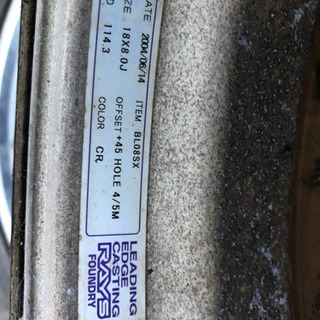 ATE 2004/06/14
ZE 18X8.0J
D 114.3
ITEM BL08SX
OFFSET +45 HOLE 4/5M
COLOR CR.
LEADING
EDGE
CASTING
RAYS
FOUNDRY